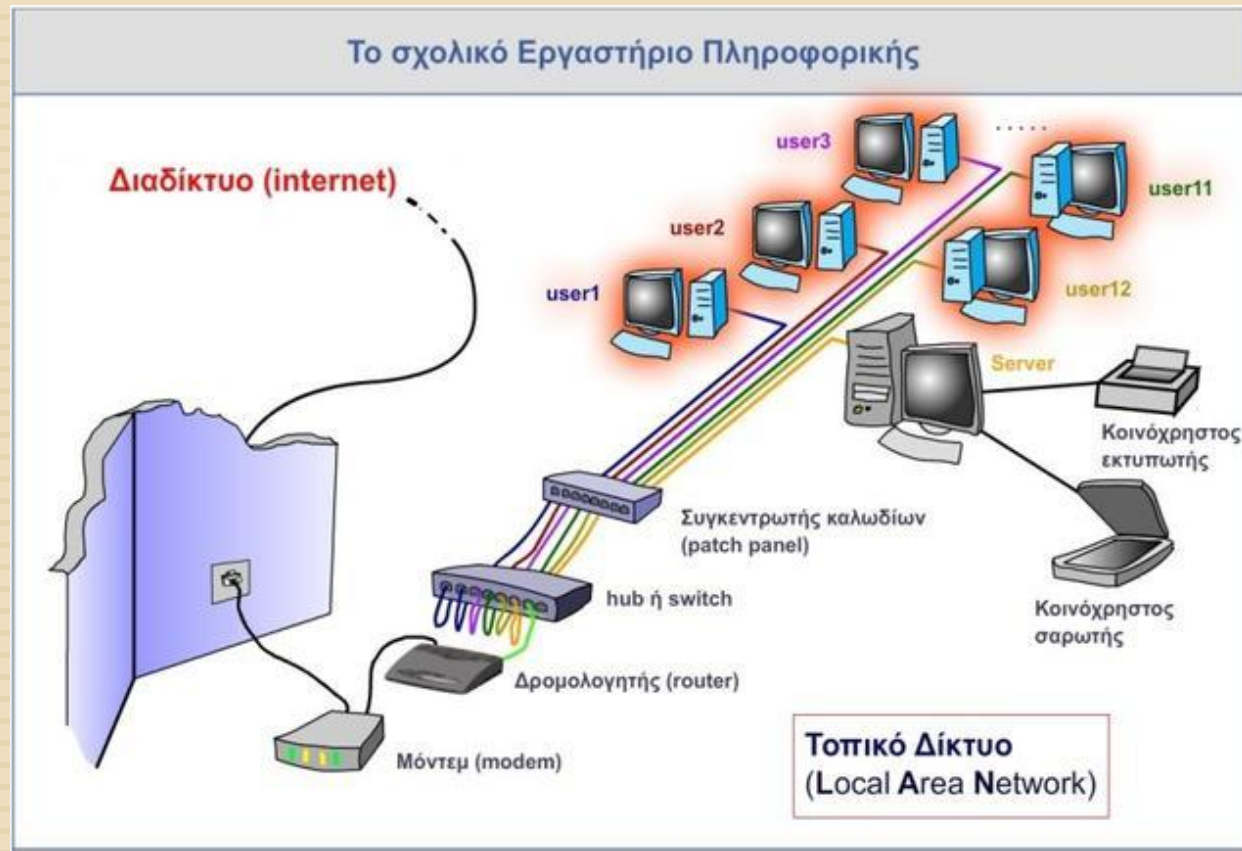 Το σχολικό Εργαστήριο Πληροφορικής
Διαδίκτυο (internet)
user3
.....
user11
user2
user12
user1
Server
Κοινόχρηστος
εκτυπωτής
Συγκεντρωτής καλωδίων
(patch panel)
hub ή switch
Κοινόχρηστος
σαρωτής
Δρομολογητής (router)
Μόντεμ (modem)
Τοπικό Δίκτυο
(Local Area Network)